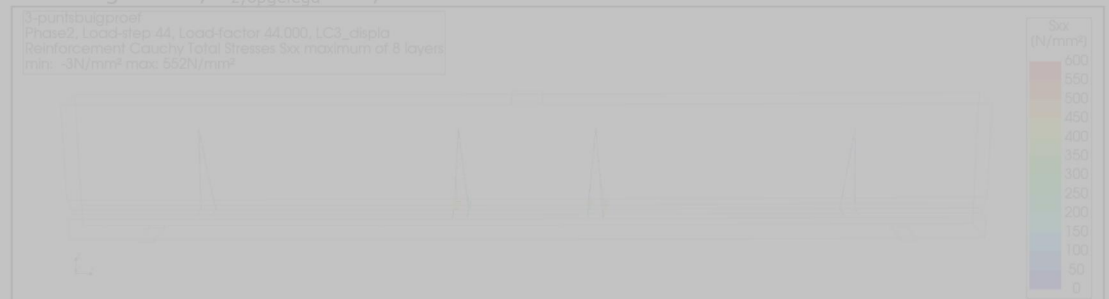 3-puntsbuigproef
Phase2, Load-step 44, Load-factor 44.000, LC3_displa
Reinforcement Cauchy Total Stresses Sxx maximum of 8 layers
min: -3N/mm² max: 552N/mm²
Sxx
(N/mm²)
600
550
500
450
400
350
300
250
200
150
100
50
0